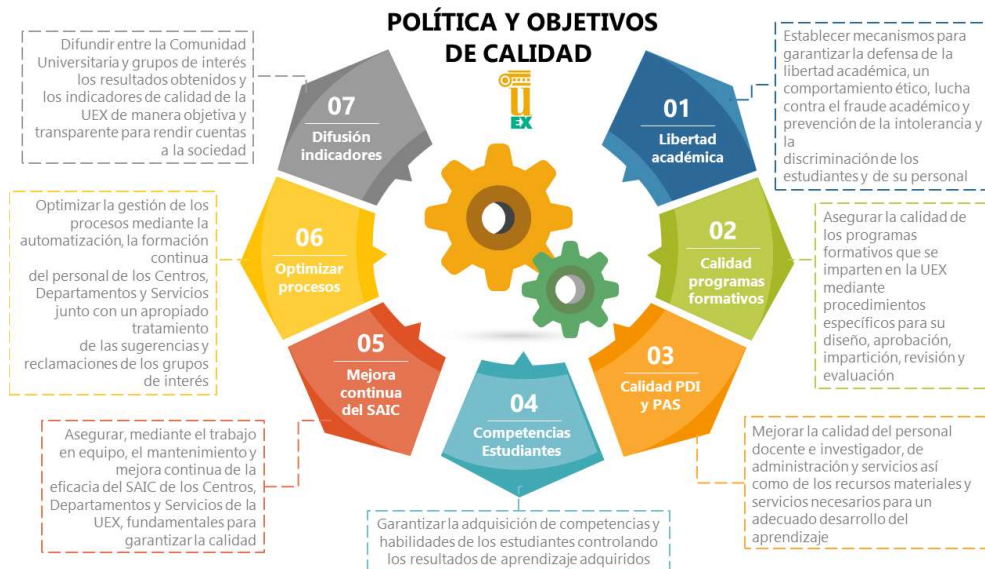 POLÍTICA Y OBJETIVOS
DE CALIDAD
UEX
01
Libertad
académica
Establecer mecanismos para
garantizar la defensa de la
libertad académica, un
comportamiento ético, lucha
contra el fraude académico y
prevención de la intolerancia y
la
discriminación de los
estudiantes y de su personal
02
Calidad
programas
formativos
Asegurar la calidad de
los programas
formativos que se
imparten en la UEX
mediante
procedimientos
específicos para su
diseño, aprobación,
impartición, revisión y
evaluación
03
Calidad PDI
y PAS
Mejorar la calidad del personal
docente e investigador, de
administración y servicios así
como de los recursos materiales y
servicios necesarios para un
adecuado desarrollo del
aprendizaje
04
Competencias
Estudiantes
Garantizar la adquisición de competencias y
habilidades de los estudiantes controlando
los resultados de aprendizaje adquiridos
05
Mejora
continua
del SAIC
Asegurar, mediante el trabajo
en equipo, el mantenimiento y
mejora continua de la
eficacia del SAIC de los Centros,
Departamentos y Servicios de la
UEX, fundamentales para
garantizar la calidad
06
Optimizar
procesos
Optimizar la gestión de los
procesos mediante la
automatización, la formación
continua
del personal de los Centros,
Departamentos y Servicios
junto con un apropiado
tratamiento
de las sugerencias y
reclamaciones de los grupos
de interés
07
Difusión
indicadores
Difundir entre la Comunidad
Universitaria y grupos de interés
los resultados obtenidos y
los indicadores de calidad de la
UEX de manera objetiva y
transparente para rendir cuentas
a la sociedad